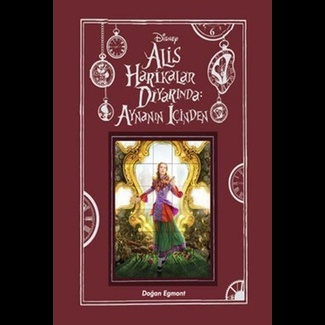 Disney
Alis
Harikalar
Diyarında:
Aynanın İçinden
Doğan Egmont